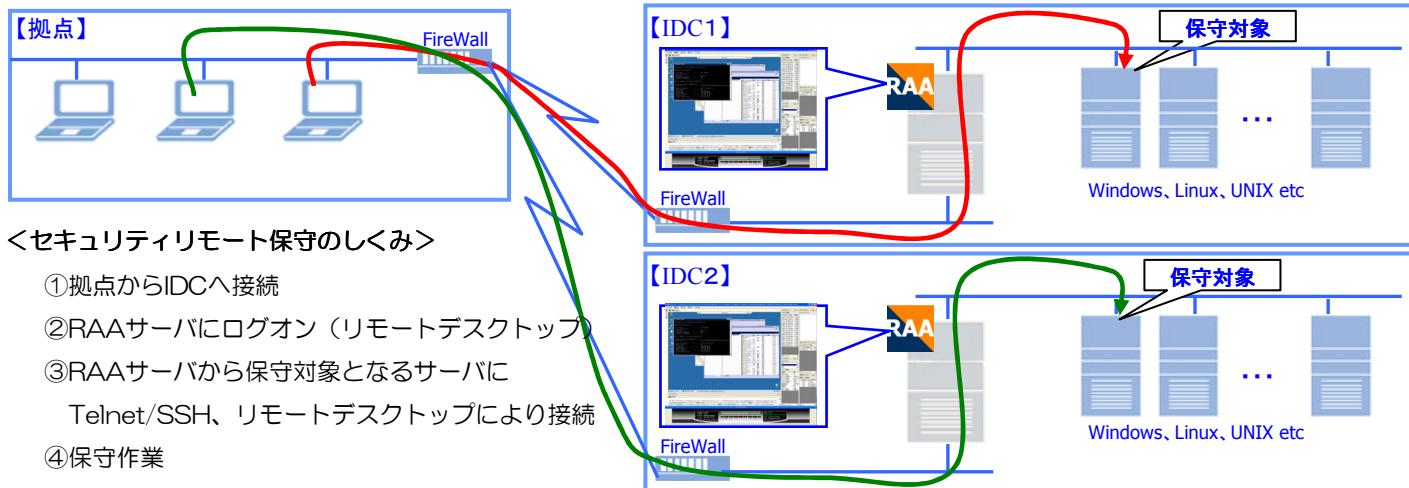 【拠点】
FireWall
【IDC1】
RAA
保守対象
...
Windows、Linux、UNIX etc
FireWall
<セキュリティリモート保守のしくみ>
①拠点からIDCへ接続
②RAAサーバにログオン（リモートデスクトップ）
③RAAサーバから保守対象となるサーバに
Telnet/SSH、リモートデスクトップにより接続
④保守作業
【IDC2】
RAA
保守対象
...
Windows、Linux、UNIX etc
FireWall